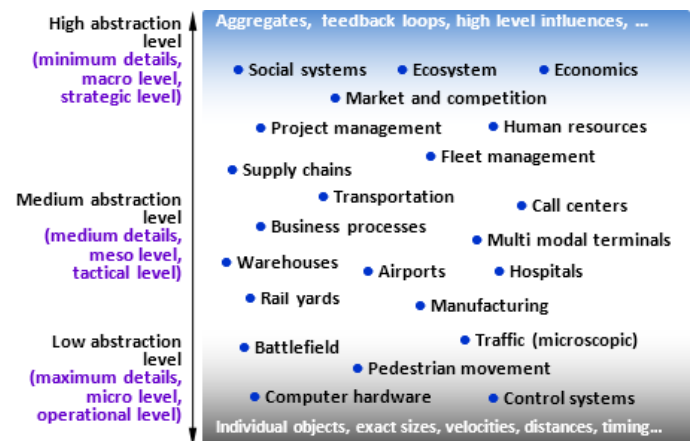 High abstraction
level
(minimum details,
macro level,
strategic level)
Aggregates, feedback loops, high level influences, ...
Social systems
Ecosystem
Economics
Market and competition
Project management
Human resources
Fleet management
Supply chains
Medium abstraction
level
(medium details,
meso level,
tactical level)
Transportation
Call centers
Business processes
Multi modal terminals
Warehouses
Airports
Hospitals
Rail yards
Manufacturing
Low abstraction
level
(maximum details,
micro level,
operational level)
Traffic (microscopic)
Battlefield
Pedestrian movement
Computer hardware
Control systems
Individual objects, exact sizes, velocities, distances, timing...